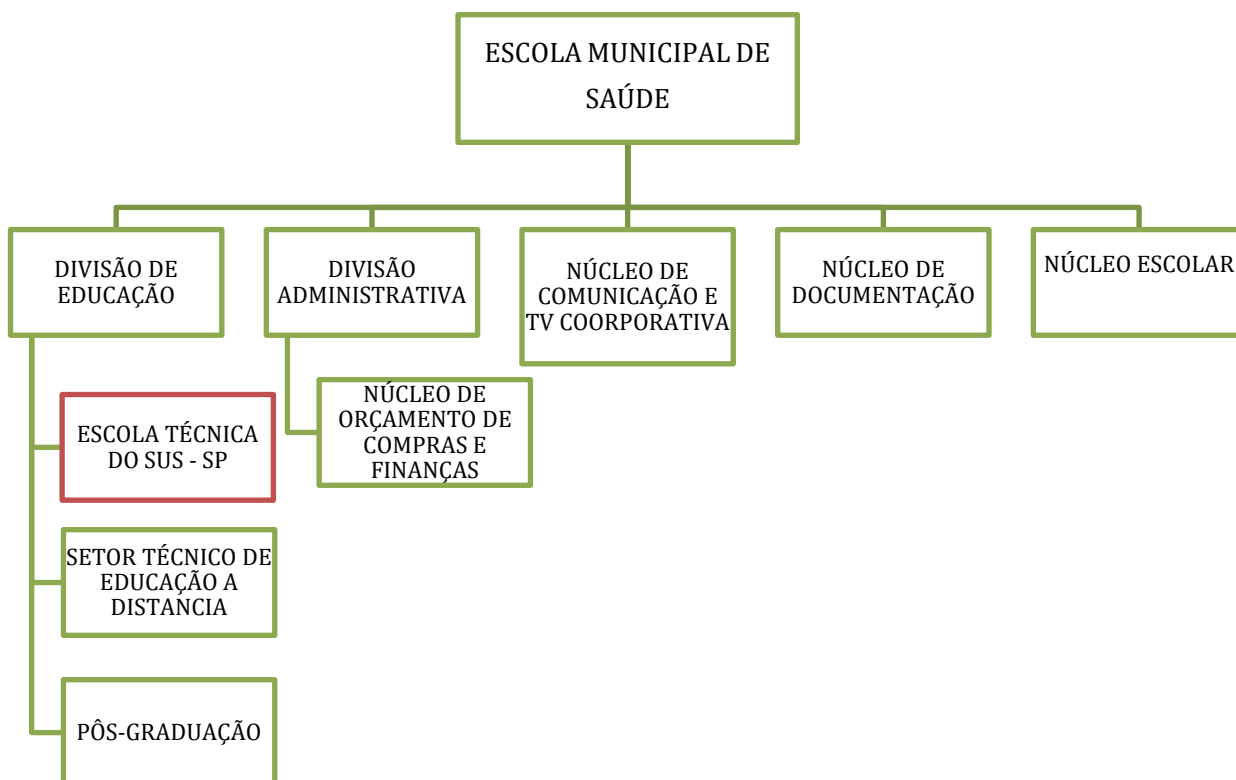 ESCOLA MUNICIPAL DE
SAÚDE
DIVISÃO DE
EDUCAÇÃO
DIVISÃO
ADMINISTRATIVA
NÚCLEO DE
COMUNICAÇÃO E
TV COORPORATIVA
NÚCLEO DE
DOCUMENTAÇÃO
NÚCLEO ESCOLAR
ESCOLA TÉCNICA
DO SUS - SP
NÚCLEO DE
ORÇAMENTO DE
COMPRAS E
FINANÇAS
SETOR TÉCNICO DE
EDUCAÇÃO A
DISTANCIA
PÔS-GRADUAÇÃO